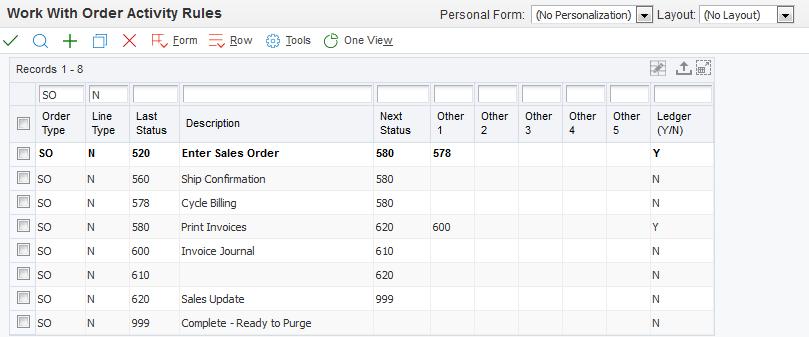 Work With Order Activity Rules Personal Form: (No Personalization) Layout: (No Layout)
Form Row Tools One View
Records 1 - 8
SO N
Order Type Line Type Last Status Description Next Status Other 1 Other 2 Other 3 Other 4 Other 5 Ledger (Y/N)
SO N 520 Enter Sales Order 580 578 Y
SO N 560 Ship Confirmation 580 N
SO N 578 Cycle Billing 580 N
SO N 580 Print Invoices 620 600 Y
SO N 600 Invoice Journal 610 N
SO N 610 620 N
SO N 620 Sales Update 999 N
SO N 999 Complete - Ready to Purge N